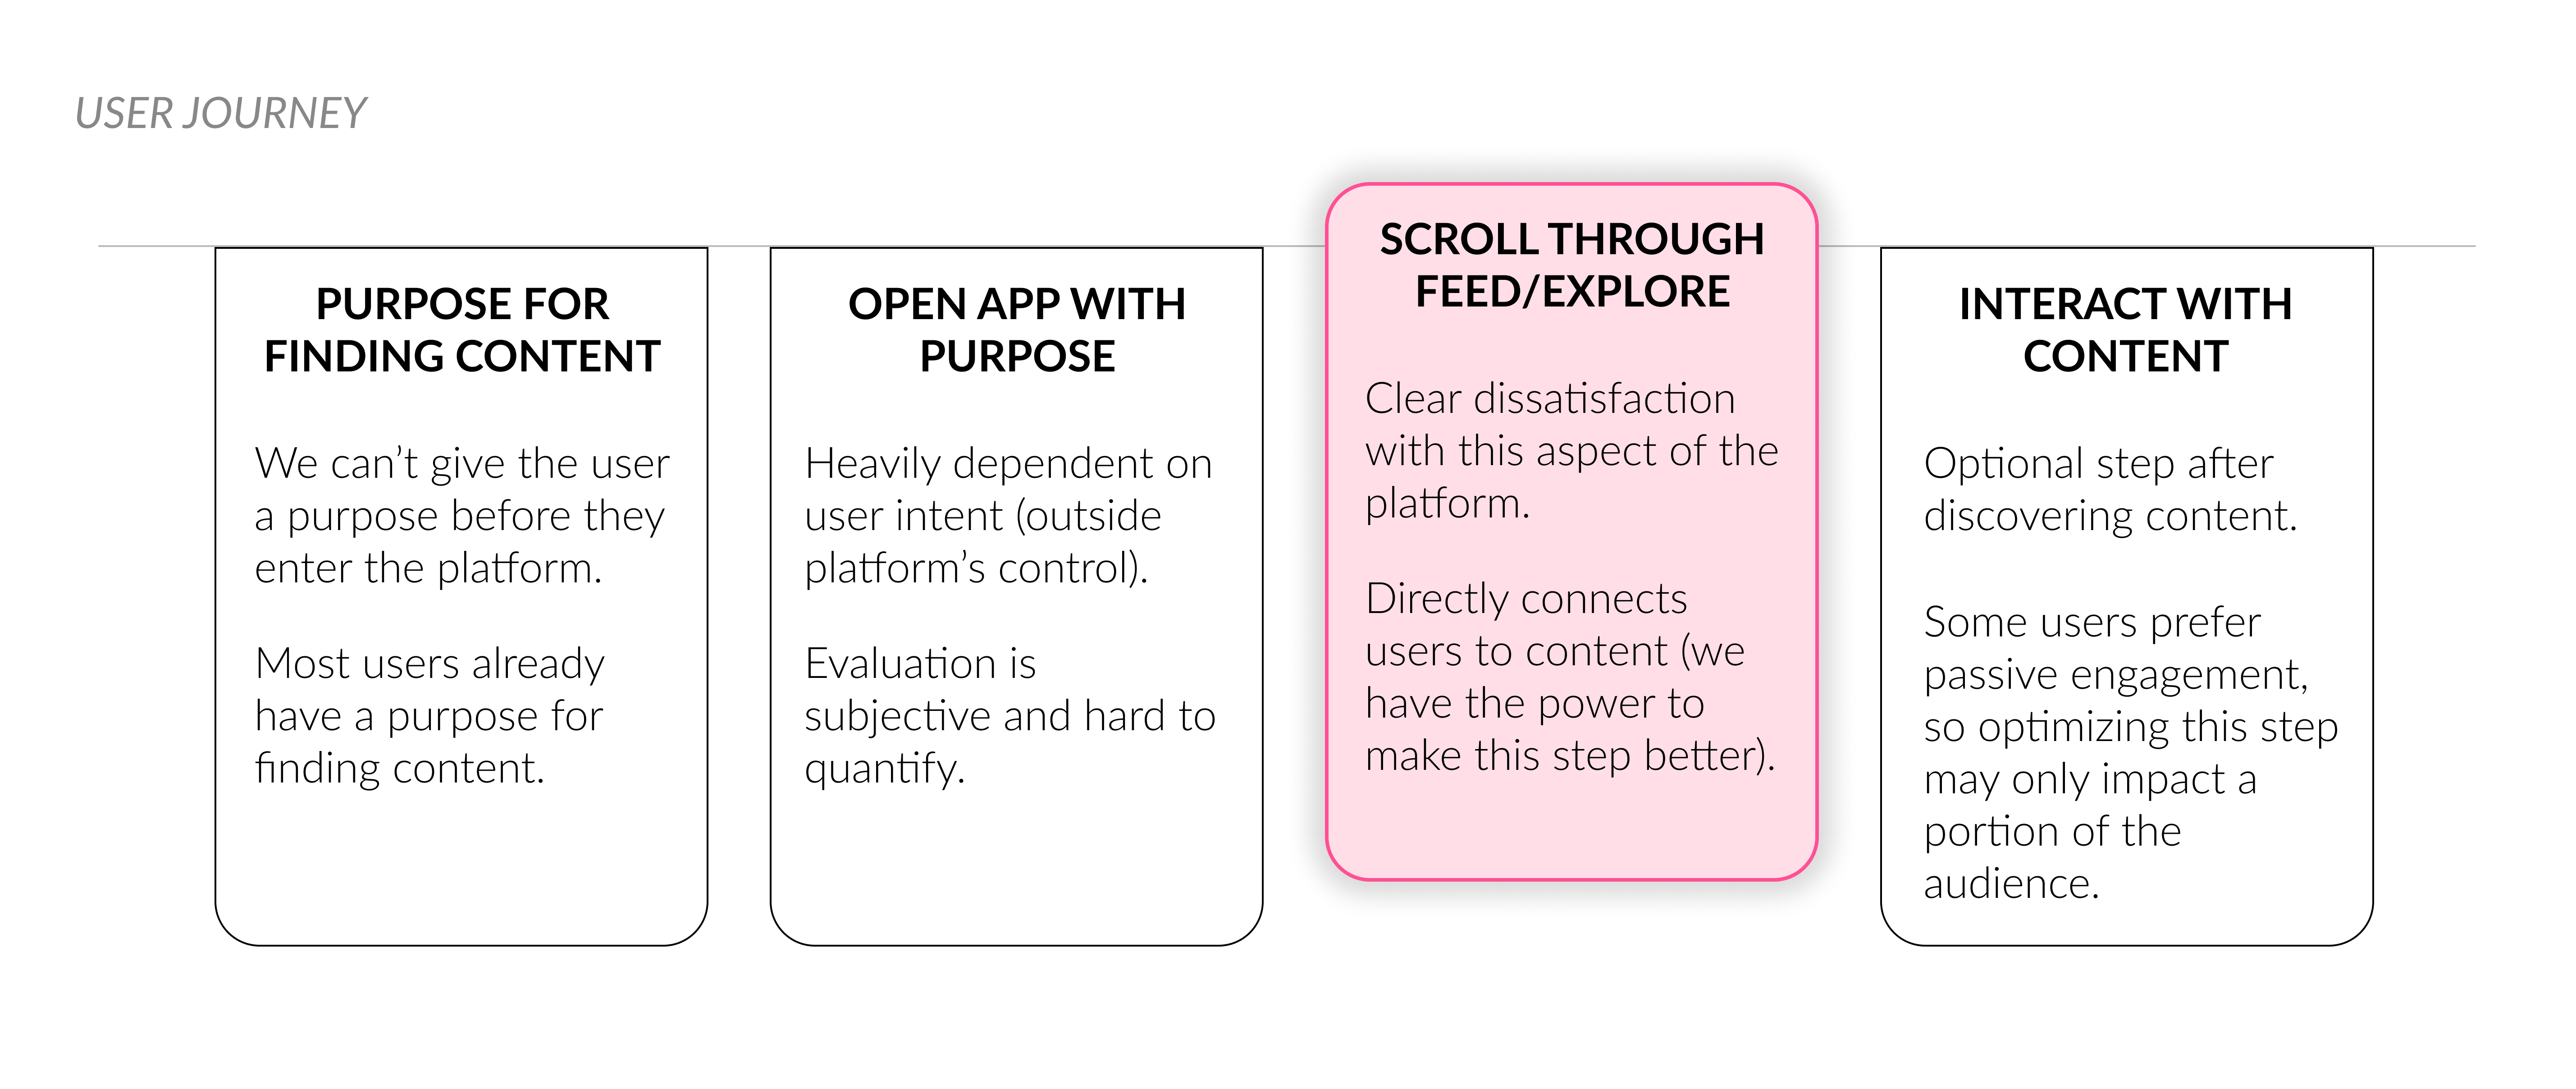 USER JOURNEY
PURPOSE FOR
FINDING CONTENT
We can’t give the user
a purpose before they
enter the platform.
Most users already
have a purpose for
finding content.
OPEN APP WITH
PURPOSE
Heavily dependent on
user intent (outside
platform’s control).
Evaluation is
subjective and hard to
quantify.
SCROLL THROUGH
FEED/EXPLORE
Clear dissatisfaction
with this aspect of the
platform.
Directly connects
users to content (we
have the power to
make this step better).
INTERACT WITH
CONTENT
Optional step after
discovering content.
Some users prefer
passive engagement,
so optimizing this step
may only impact a
portion of the
audience.